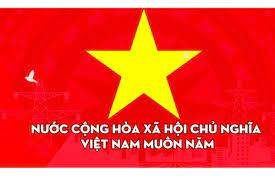 NƯỚC CỘNG HÒA XÃ HỘI CHỦ NGHĨA
VIỆT NAM MUÔN NĂM